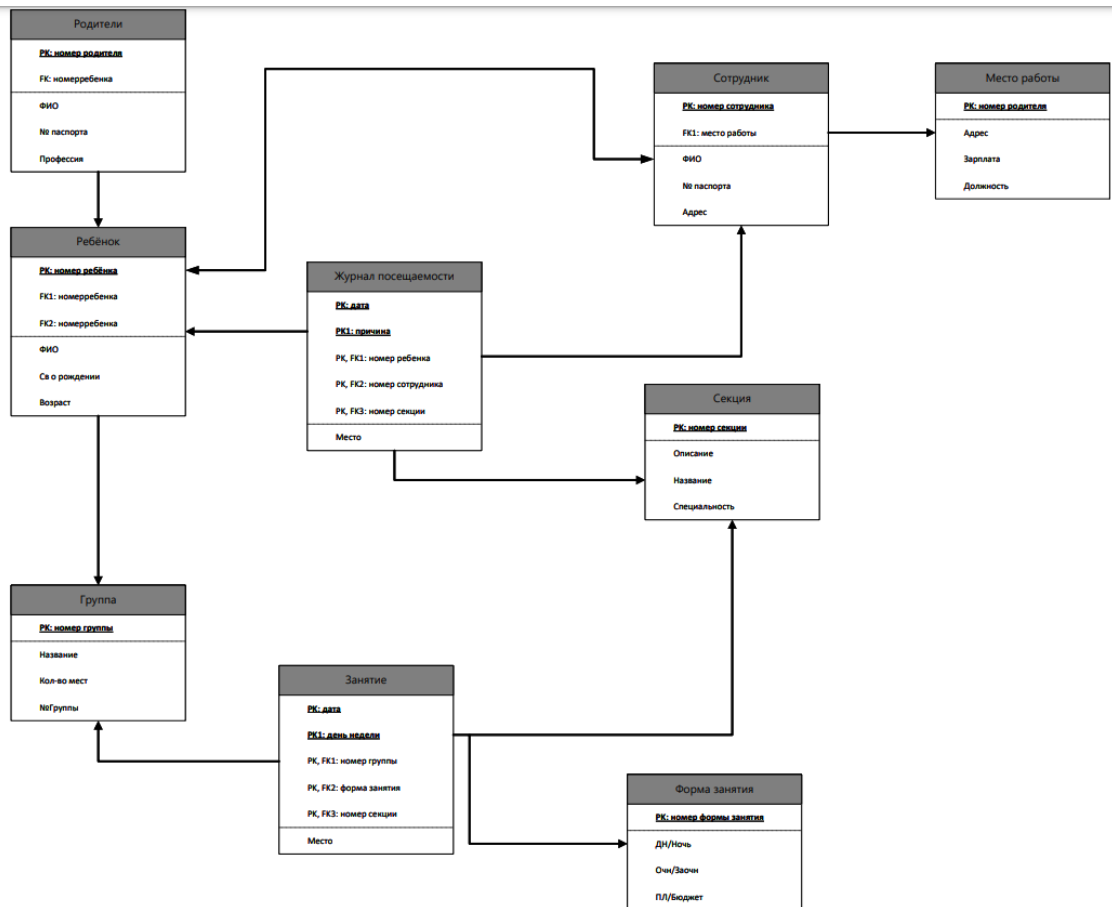 Родители
PK: номер родителя
FK: номерребенка
ФИО
№ паспорта
Профессия
Сотрудник
PK: номер сотрудника
FK1: место работы
ФИО
№ паспорта
Адрес
Место работы
PK: номер родителя
Адрес
Зарплата
Должность
Ребёнок
PK: номер ребёнка
FK1: номерребенка
FK2: номерребенка
ФИО
Св о рождении
Возраст
Журнал посещаемости
PK: дата
PK1: причина
PK, FK1: номер ребенка
PK, FK2: номер сотрудника
PK, FK3: номер секции
Место
Секция
PK: номер секции
Описание
Название
Специальность
Группа
PK: номер группы
Название
Кол-во мест
№Группы
Занятие
PK: дата
PK1: день недели
PK, FK1: номер группы
PK, FK2: форма занятия
PK, FK3: номер секции
Место
Форма занятия
PK: номер формы занятия
ДН/Ночь
Очн/Заочн
ПЛ/Бюджет